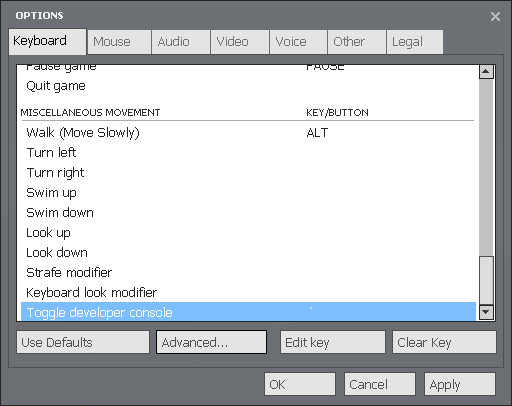 OPTIONS
Keyboard Mouse Audio Video Voice Other Legal
Pause game PAUSE
Quit game
MISCELLANEOUS MOVEMENT KEY/BUTTON
Walk (Move Slowly) ALT
Turn left
Turn right
Swim up
Swim down
Look up
Look down
Strafe modifier
Keyboard look modifier
Toggle developer console `
Use Defaults Advanced... Edit key Clear Key
OK Cancel Apply